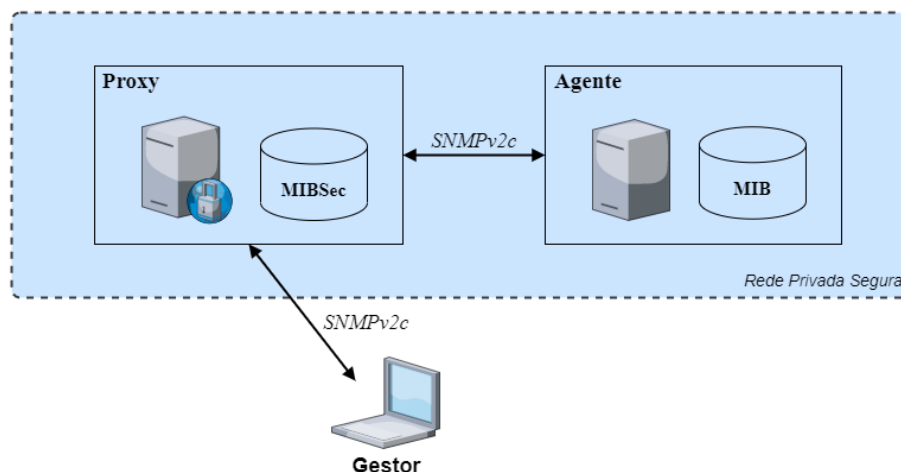 Proxy
Agente
SNMPv2c
MIBSec
MIB
Rede Privada Segura
SNMPv2c
Gestor